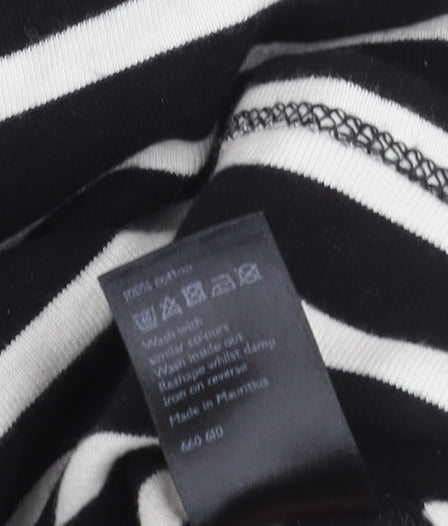 100% cotton
Wash with
similar colours
Wash inside out
Reshape whilst damp
Iron on reverse
Made in Mauritius